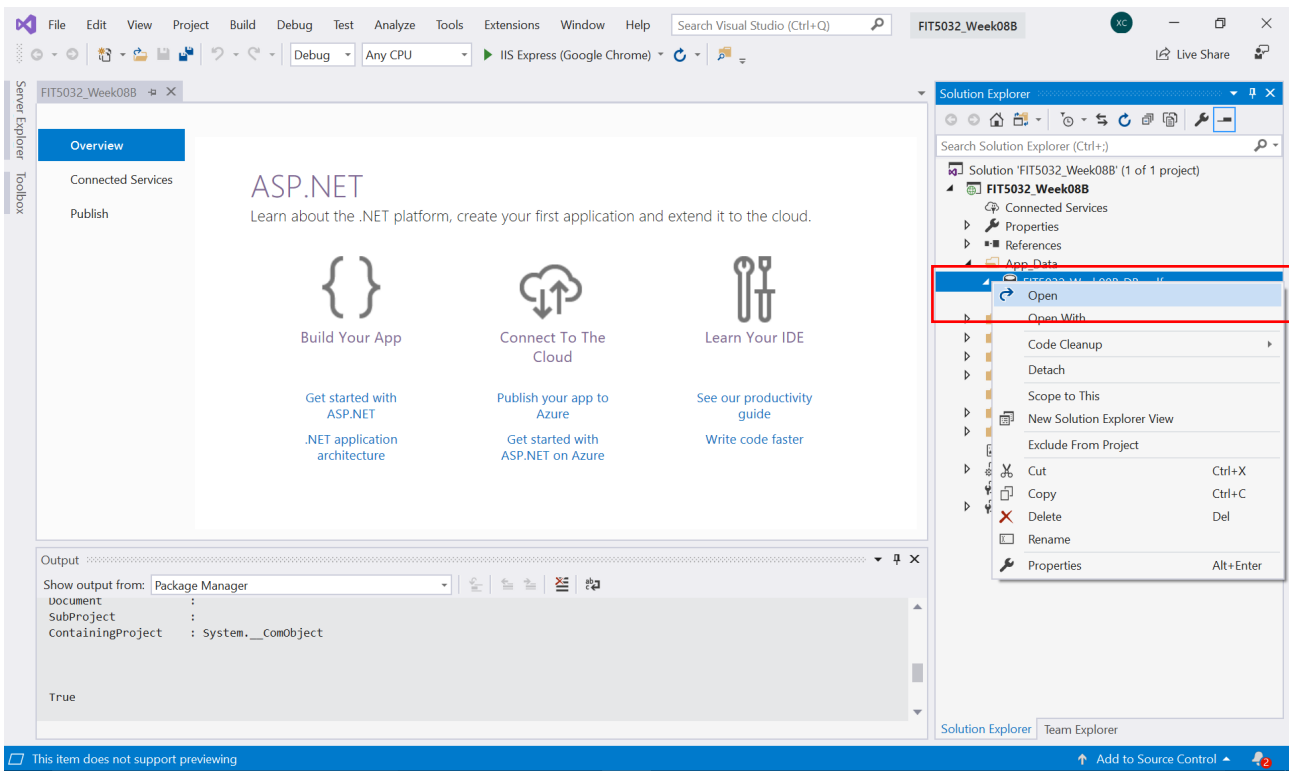 File Edit View Project Build Debug Test Analyze Tools Extensions Window Help Search Visual Studio (Ctrl+Q) FIT5032_Week08B XC
Debug Any CPU IIS Express (Google Chrome) Live Share
Server Explorer
Toolbox
FIT5032_Week08B
Overview
Connected Services
Publish
ASP.NET
Learn about the .NET platform, create your first application and extend it to the cloud.
Build Your App
Get started with
ASP.NET
.NET application
architecture
Connect To The
Cloud
Publish your app to
Azure
Get started with
ASP.NET on Azure
Learn Your IDE
See our productivity
guide
Write code faster
Output
Show output from: Package Manager
Document :
SubProject :
ContainingProject : System.__ComObject
True
Solution Explorer
Search Solution Explorer (Ctrl+;)
Solution 'FIT5032_Week08B' (1 of 1 project)
FIT5032_Week08B
Connected Services
Properties
References
App_Data
Open
Open With
Code Cleanup
Detach
Scope to This
New Solution Explorer View
Exclude From Project
Cut Ctrl+X
Copy Ctrl+C
Delete Del
Rename
Properties Alt+Enter
Solution Explorer Team Explorer
This item does not support previewing Add to Source Control 2